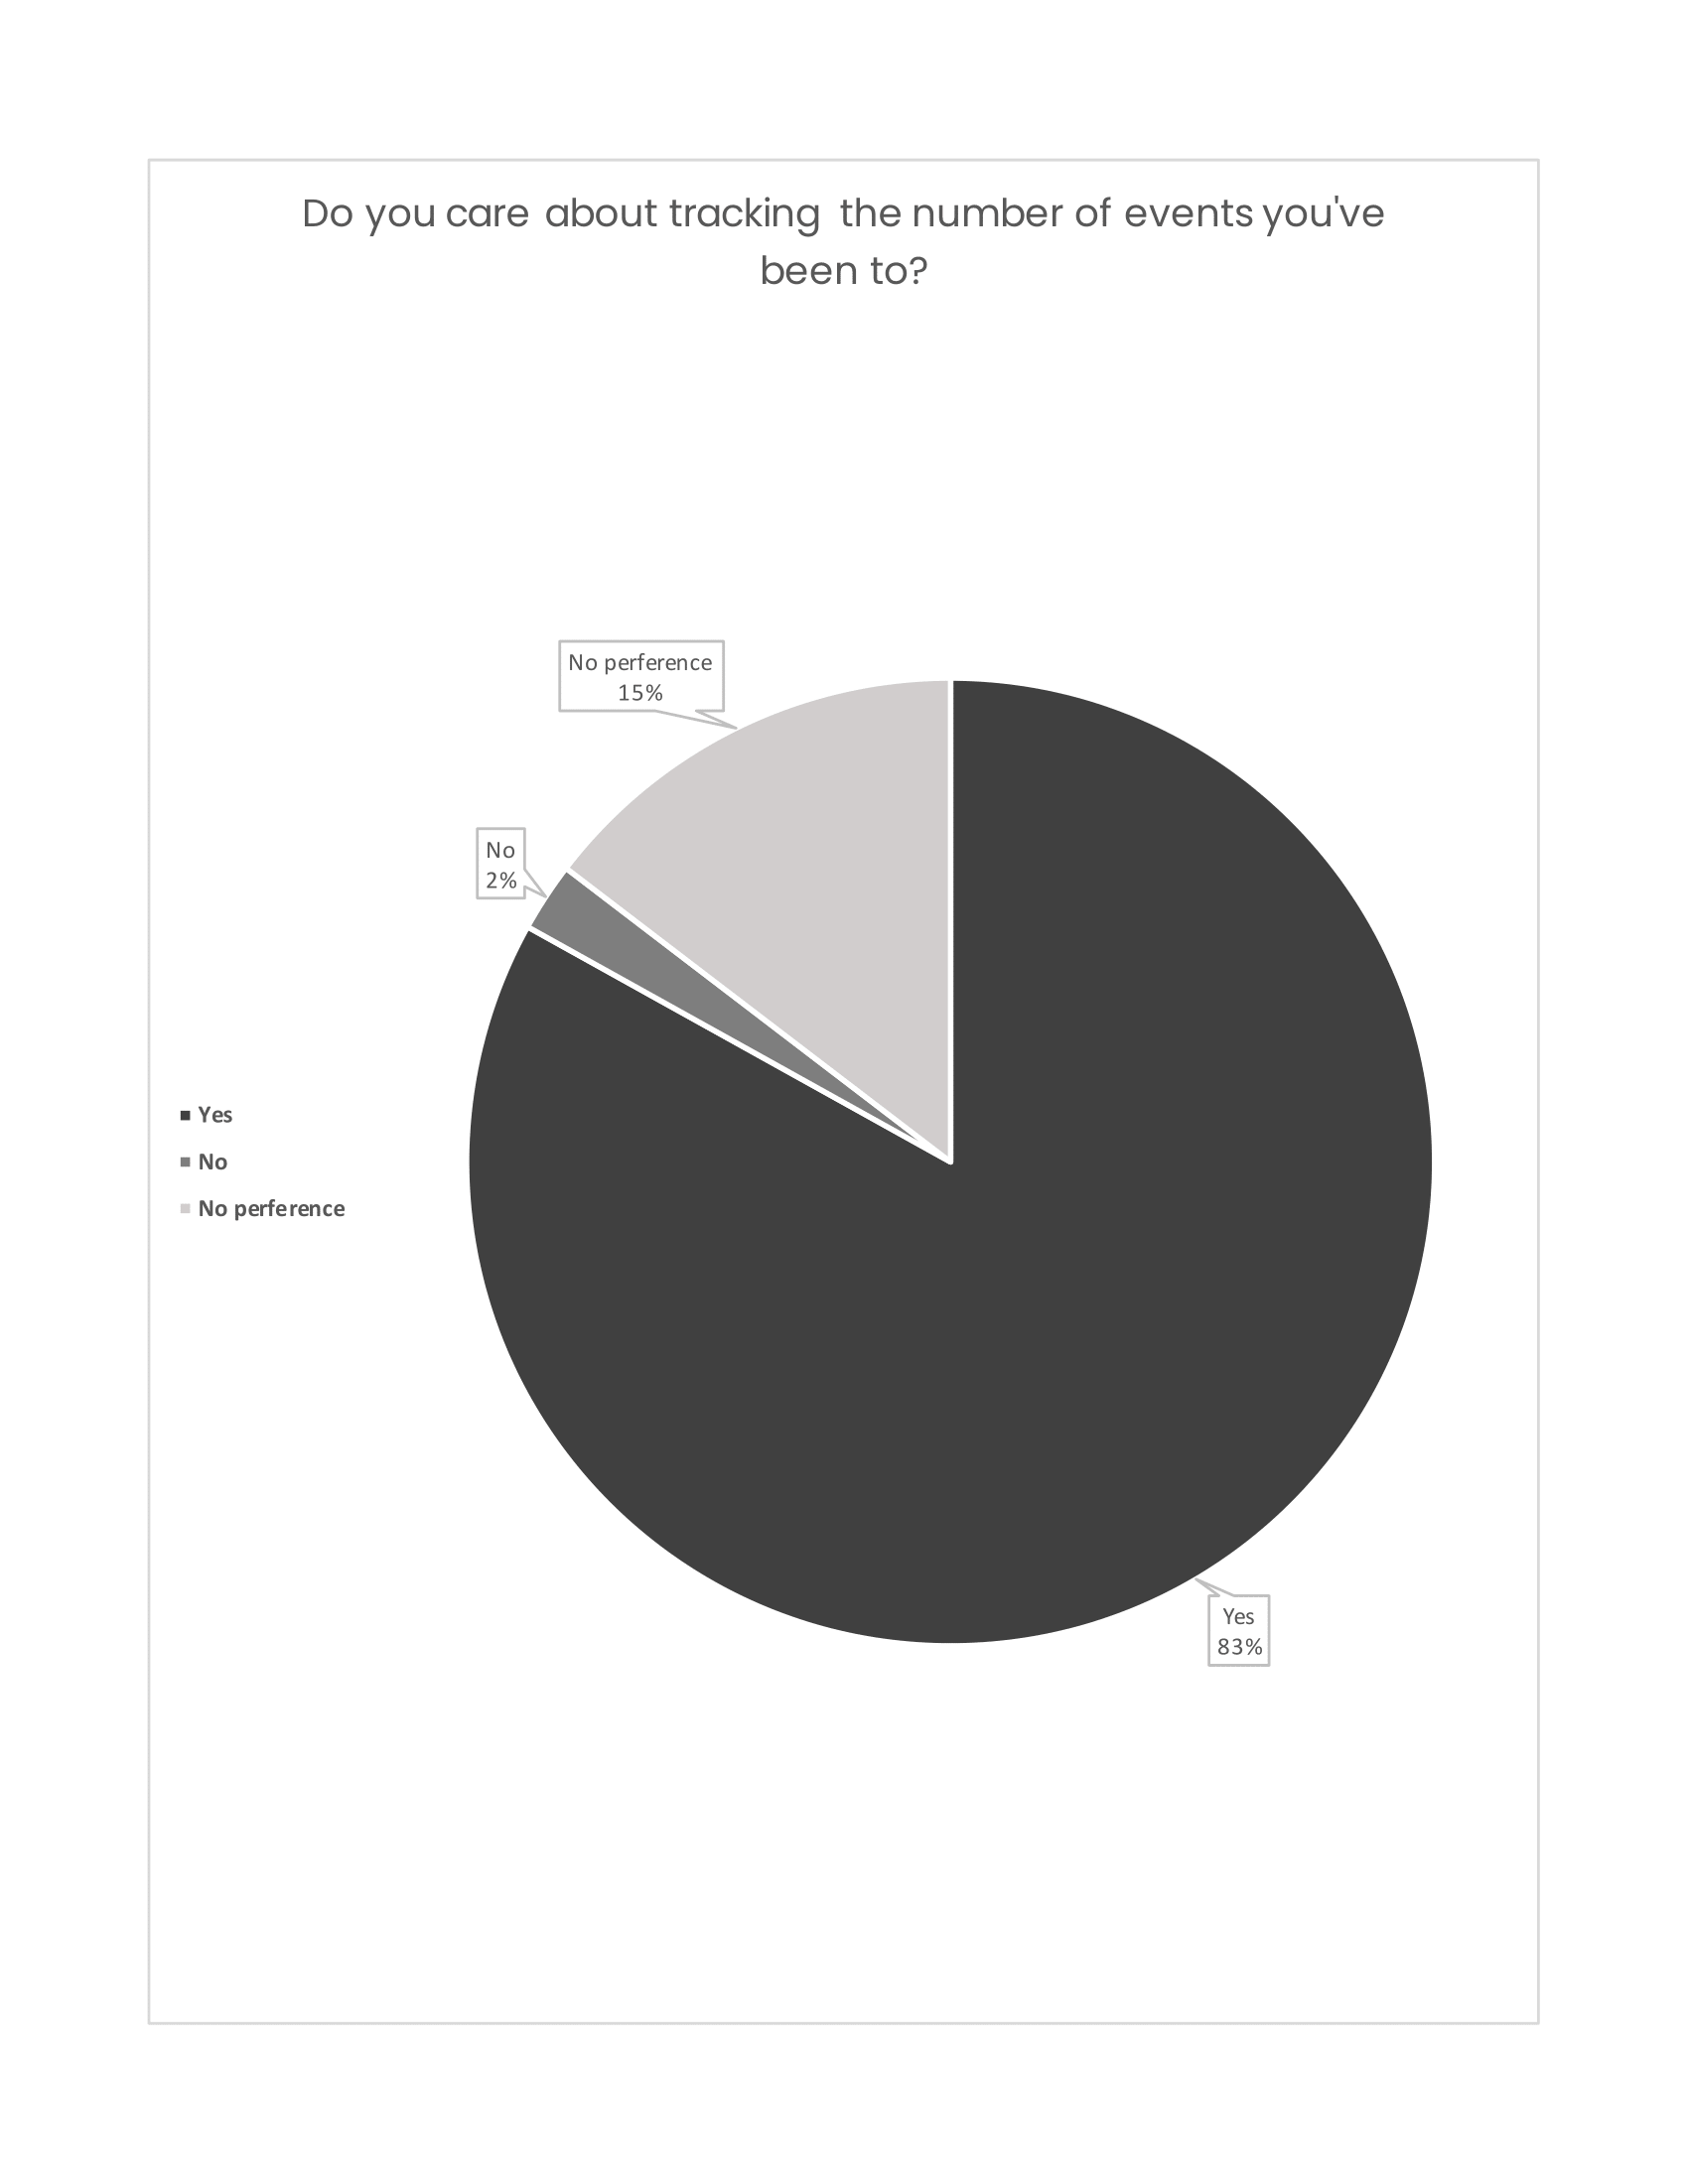 Do you care about tracking the number of events you've
been to?
No perference
15%
No
2%
Yes
No
No perference
Yes
83%